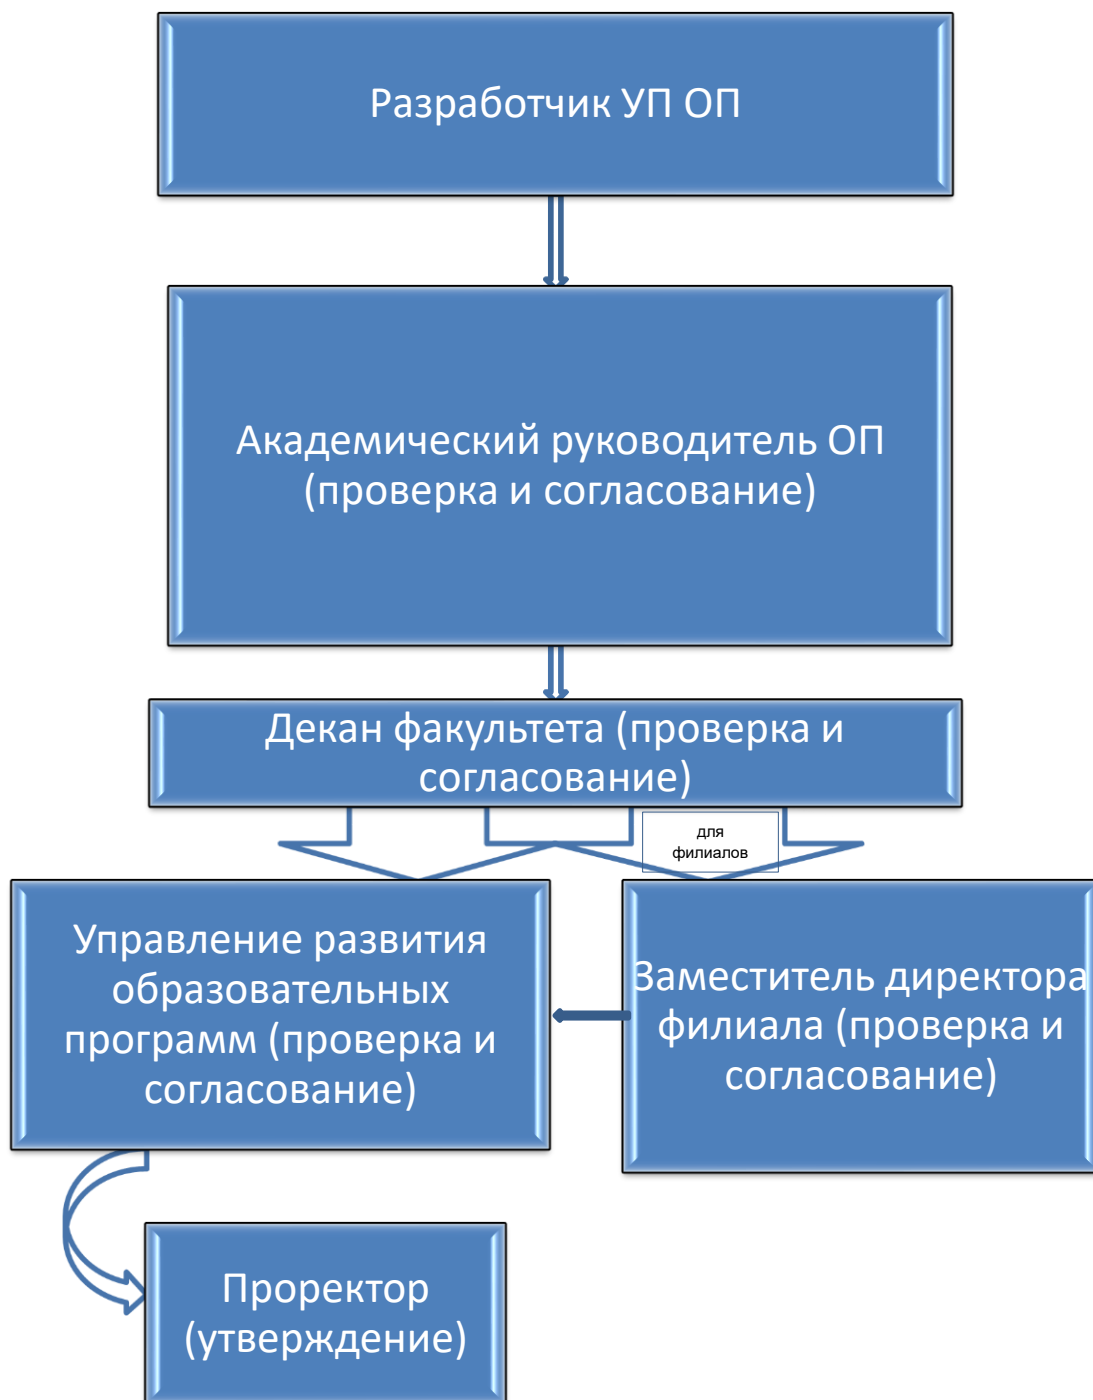 Разработчик УП ОП
Академический руководитель ОП
(проверка и согласование)
Декан факультета (проверка и
согласование)
для
филиалов
Управление развития
образовательных
программ (проверка и
согласование)
Заместитель директора
филиала (проверка и
согласование)
Проректор
(утверждение)